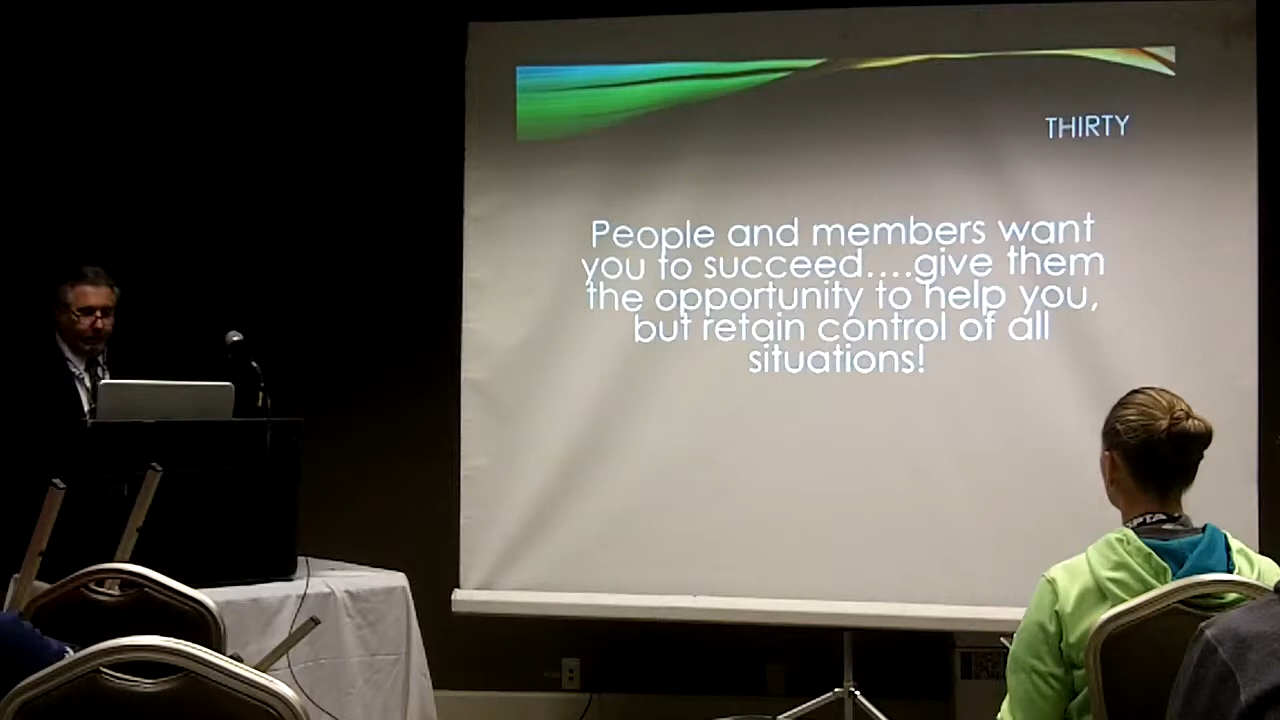 THIRTY
People and members want
you to succeed....give them
the opportunity to help you,
but retain control of all
situations!